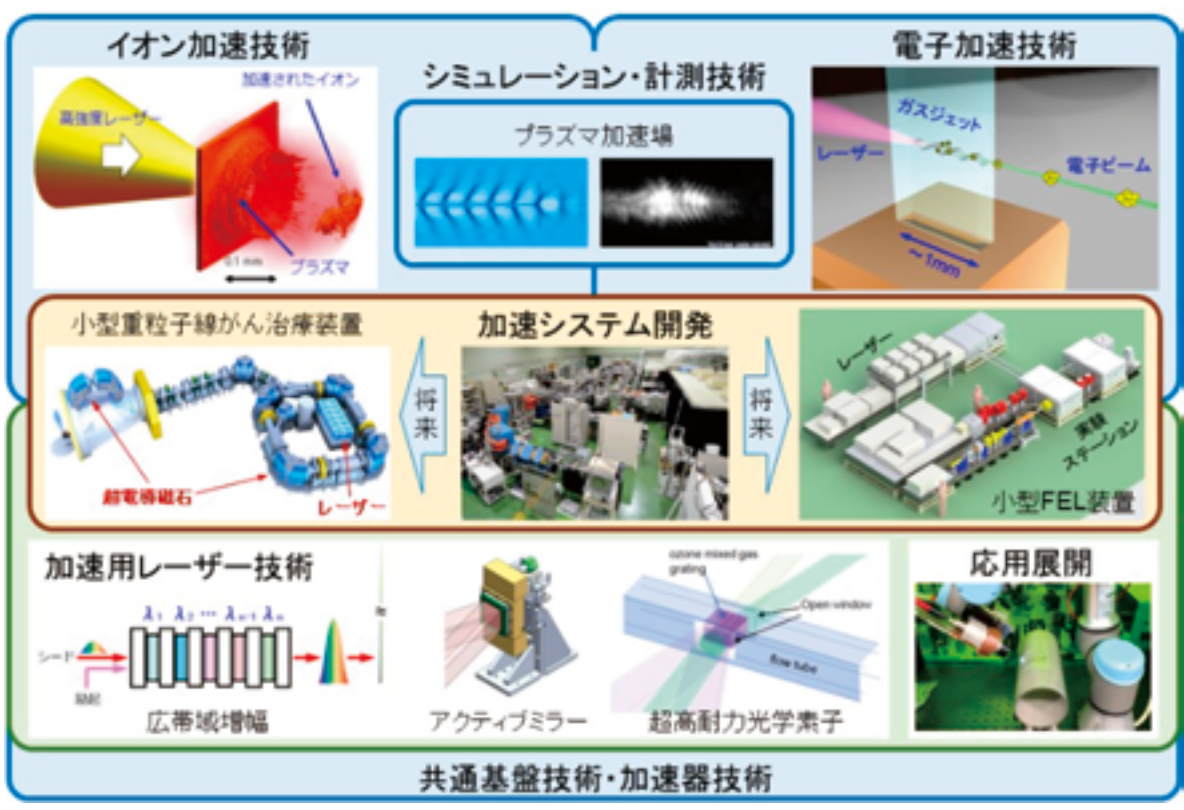 イオン加速技術
加速されたイオン
高強度レーザー
プラズマ
0.1 mm
シミュレーション・計測技術
プラズマ加速場
電子加速技術
ガスジェット
レーザー
電子ビーム
~1mm
小型重粒子線がん治療装置
超電導磁石
レーザー
将来
加速システム開発
将来
レーザー
実験
ステーション
小型FEL装置
加速用レーザー技術
λ1 λ2 … λn-1 λn
シード
励起
広帯域増幅
アクティブミラー
ozone mixed gas
grating
Open window
flow tube
超高耐力光学素子
応用展開
共通基盤技術・加速器技術